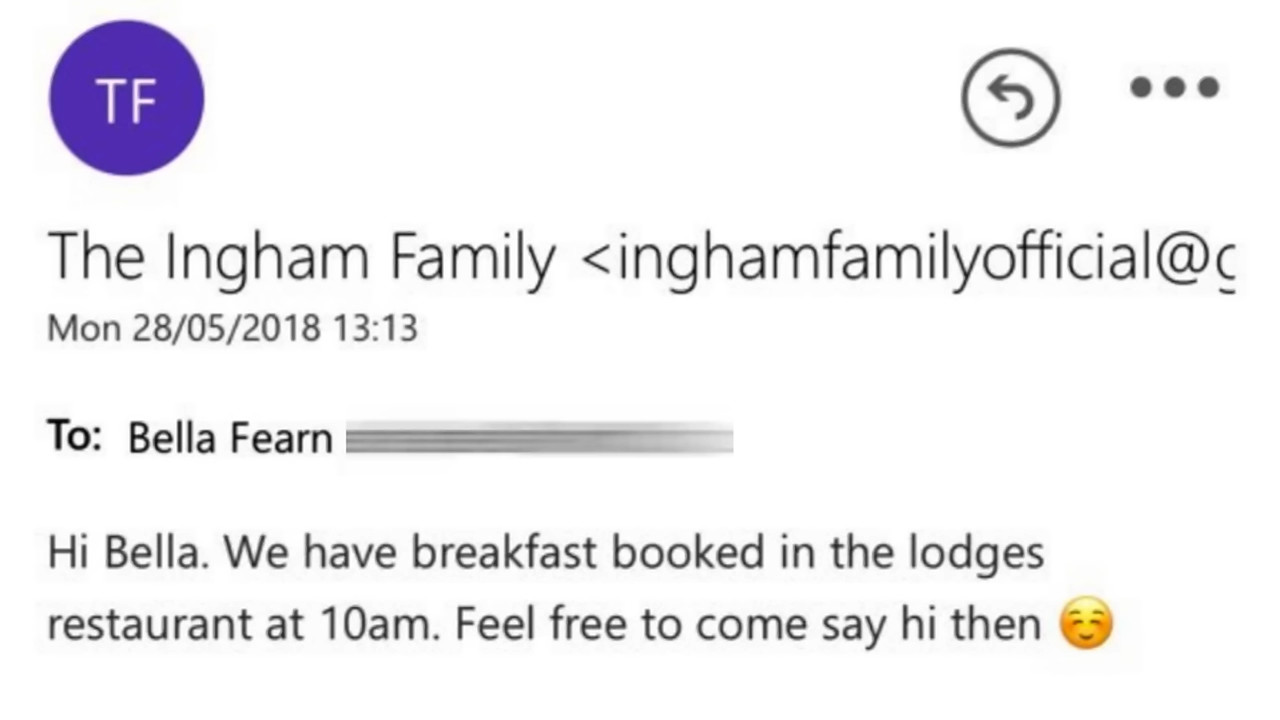 TF
The Ingham Family <inghamfamilyofficial@g
Mon 28/05/2018 13:13
To: Bella Fearn
Hi Bella. We have breakfast booked in the lodges
restaurant at 10am. Feel free to come say hi then ☺️